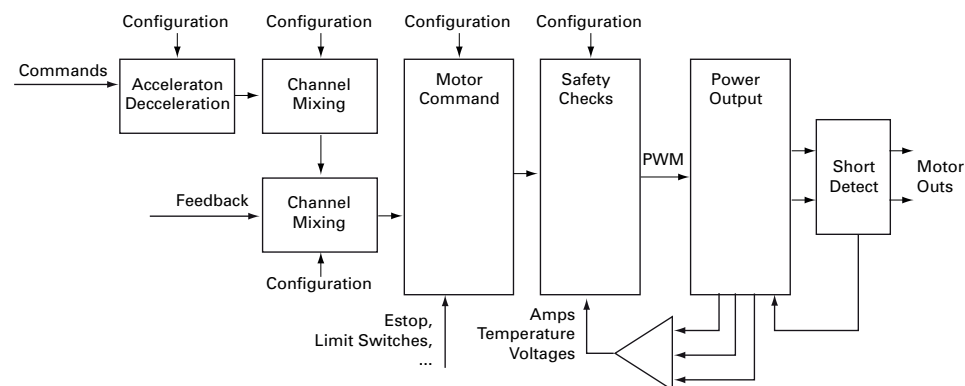 Configuration
Configuration
Configuration
Configuration
Commands
Acceleraton
Decceleration
Channel
Mixing
Motor
Command
Safety
Checks
Power
Output
PWM
Short
Detect
Motor
Outs
Feedback
Channel
Mixing
Configuration
Estop,
Limit Switches,
...
Amps
Temperature
Voltages